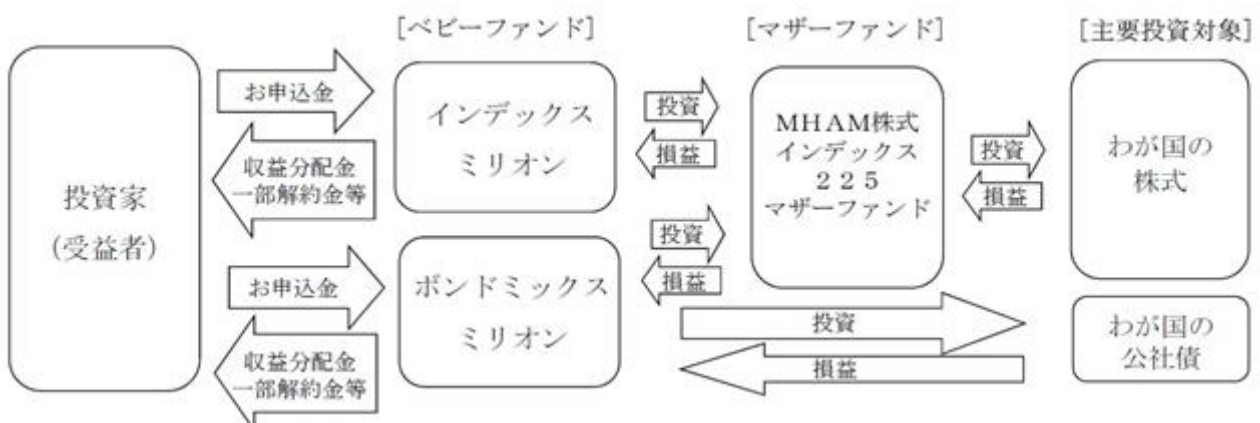 [ベビーファンド]
[マザーファンド]
[主要投資対象]
投資家
(受益者)
お申込金
収益分配金
一部解約金等
インデックス
ミリオン
投資
損益
MHAM株式
インデックス
225
マザーファンド
投資
損益
わが国の
株式
お申込金
収益分配金
一部解約金等
ボンドミックス
ミリオン
投資
損益
投資
損益
わが国の
公社債